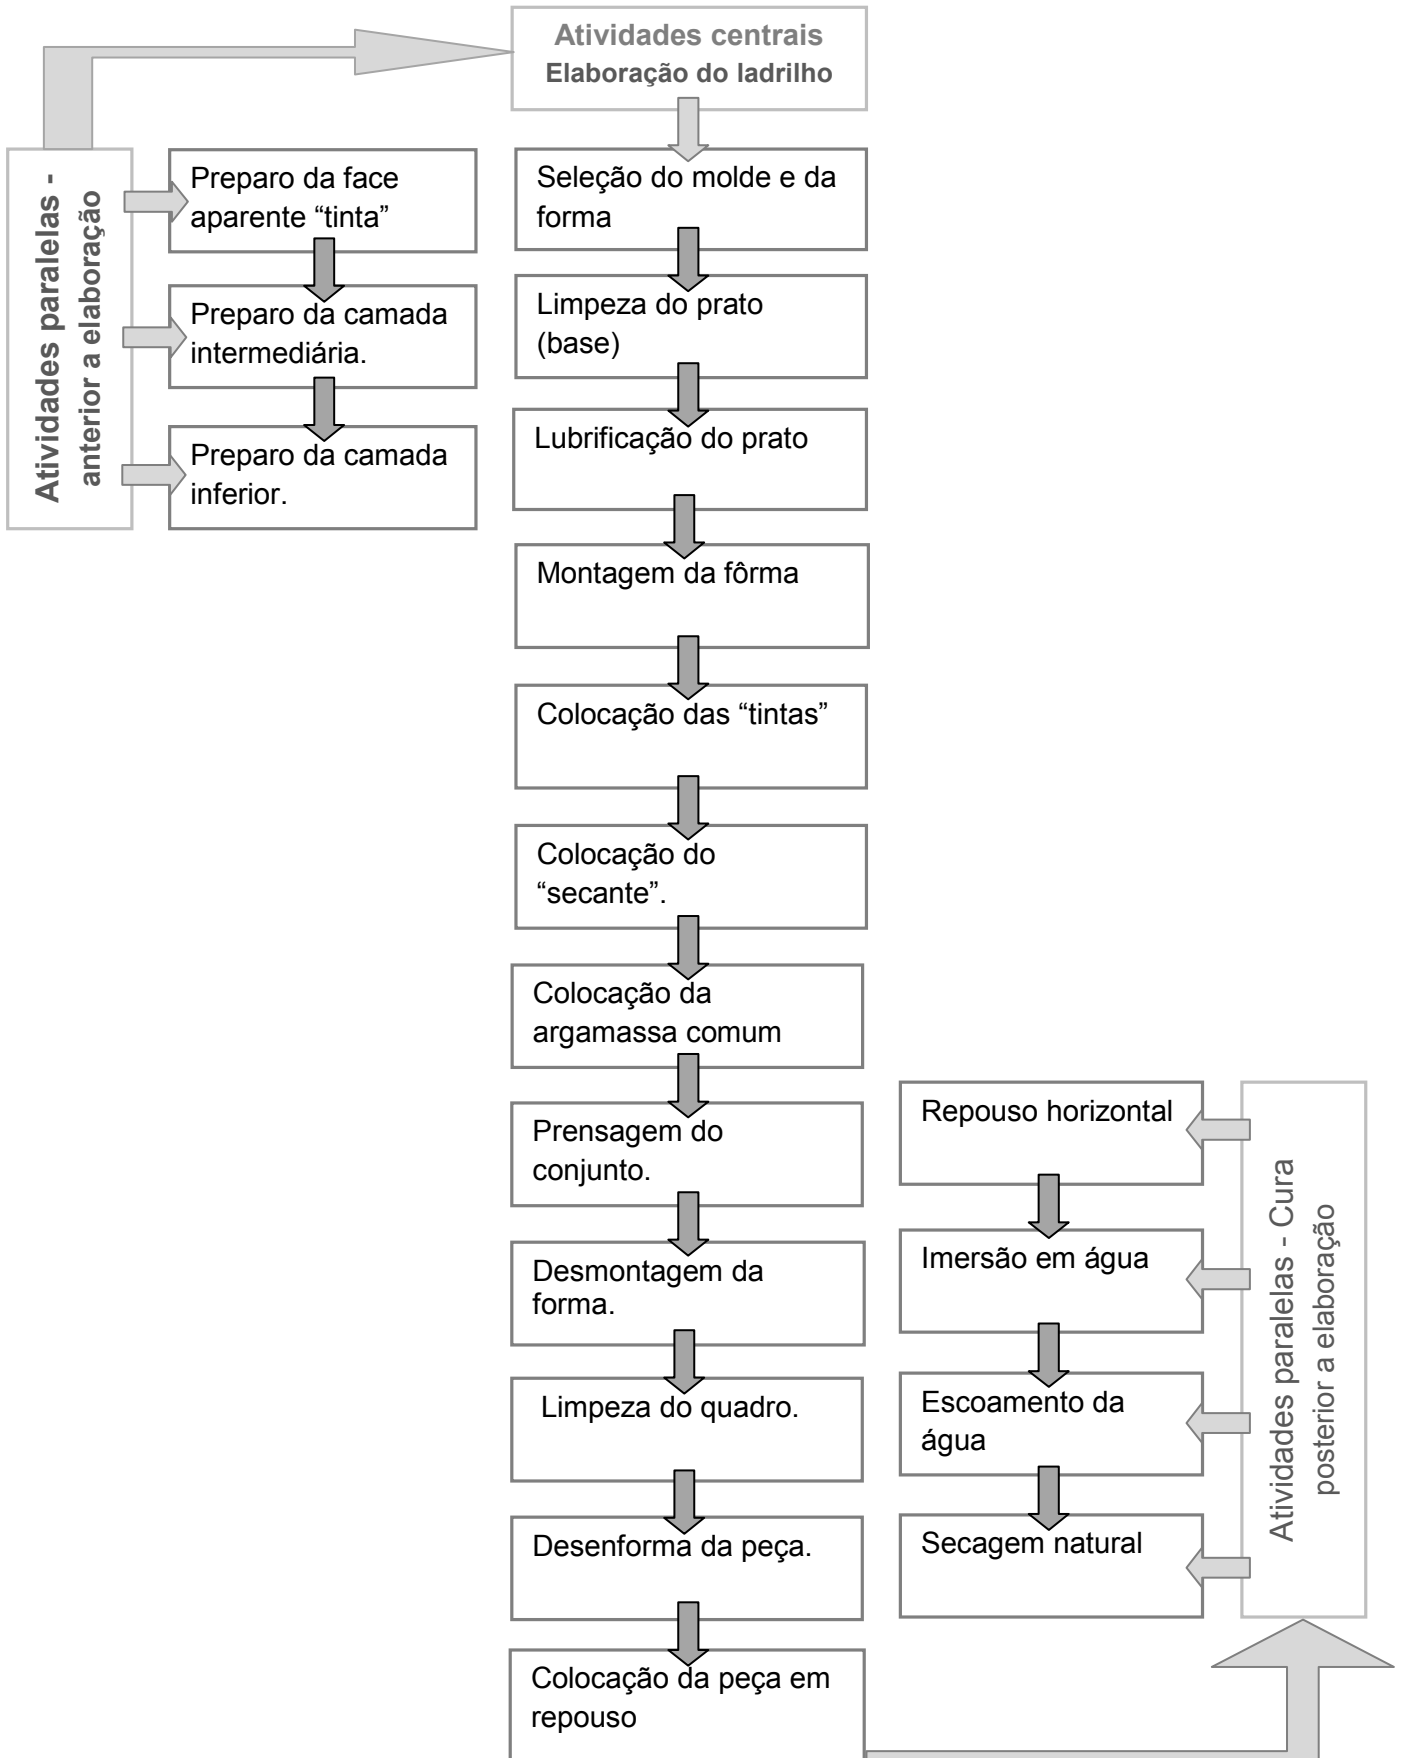 Atividades centrais
Elaboração do ladrilho
Atividades paralelas -
anterior a elaboração
Preparo da face
aparente “tinta”
Preparo da camada
intermediária.
Preparo da camada
inferior.
Seleção do molde e da
forma
Limpeza do prato
(base)
Lubrificação do prato
Montagem da fôrma
Colocação das “tintas”
Colocação do
“secante”.
Colocação da
argamassa comum
Prensagem do
conjunto.
Desmontagem da
forma.
Limpeza do quadro.
Desenforma da peça.
Colocação da peça em
repouso
Repouso horizontal
Imersão em água
Escoamento da
água
Secagem natural
Atividades paralelas - Cura
posterior a elaboração